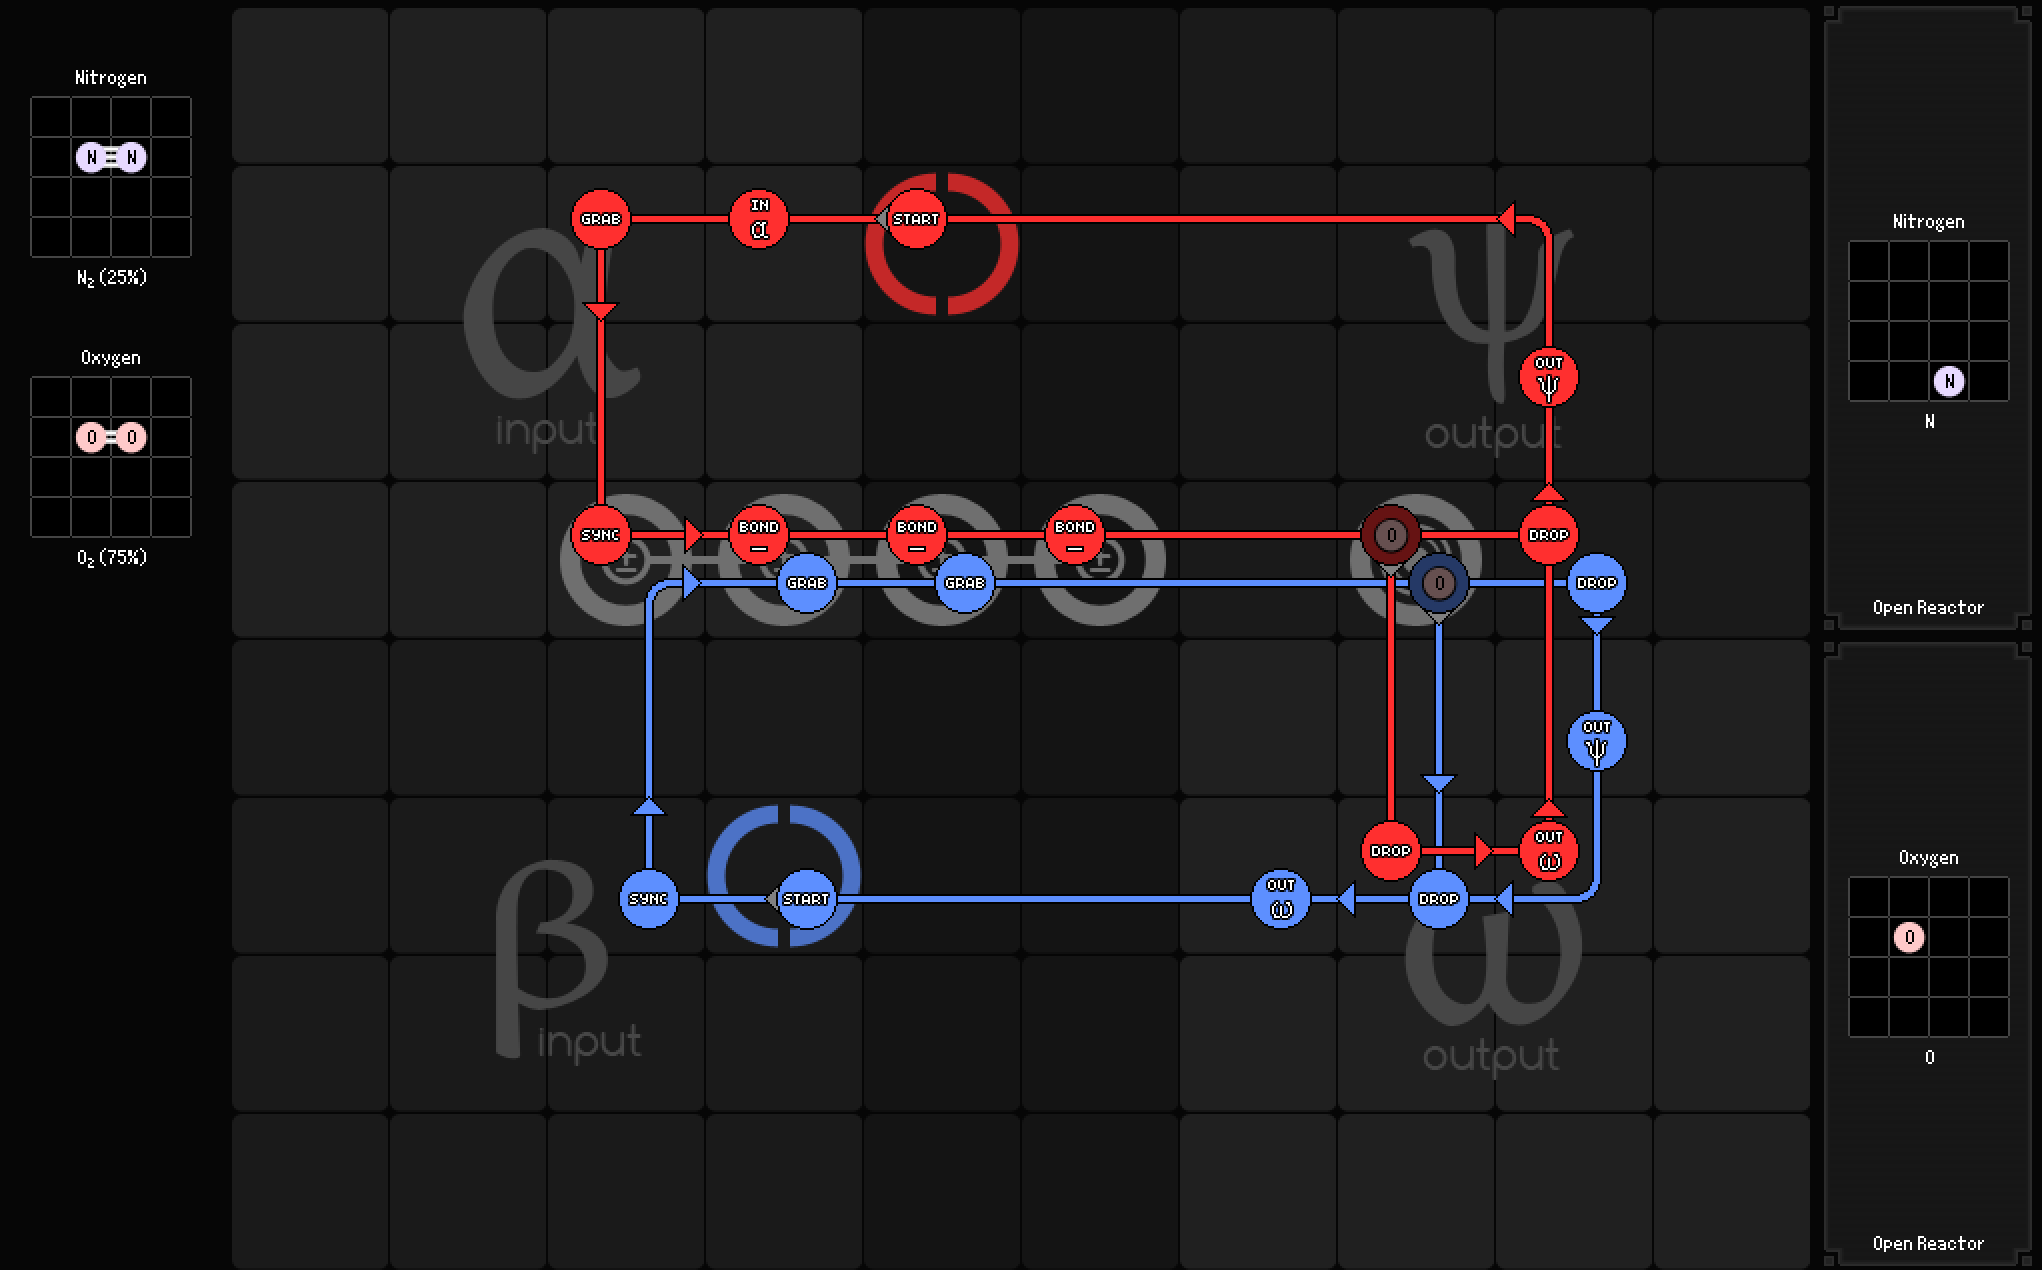 Nitrogen
N≡N
N₂ (25%)
Oxygen
O=O
O₂ (75%)
GRAB
IN
α
START
α
input
Ψ
output
OUT
Ψ
SYNC
BOND
-
BOND
-
BOND
-
O
DROP
GRAB
GRAB
O
DROP
OUT
Ψ
DROP
OUT
ω
SYNC
START
OUT
ω
DROP
β
input
ω
output
Nitrogen
N
N
Open Reactor
Oxygen
O
O
Open Reactor